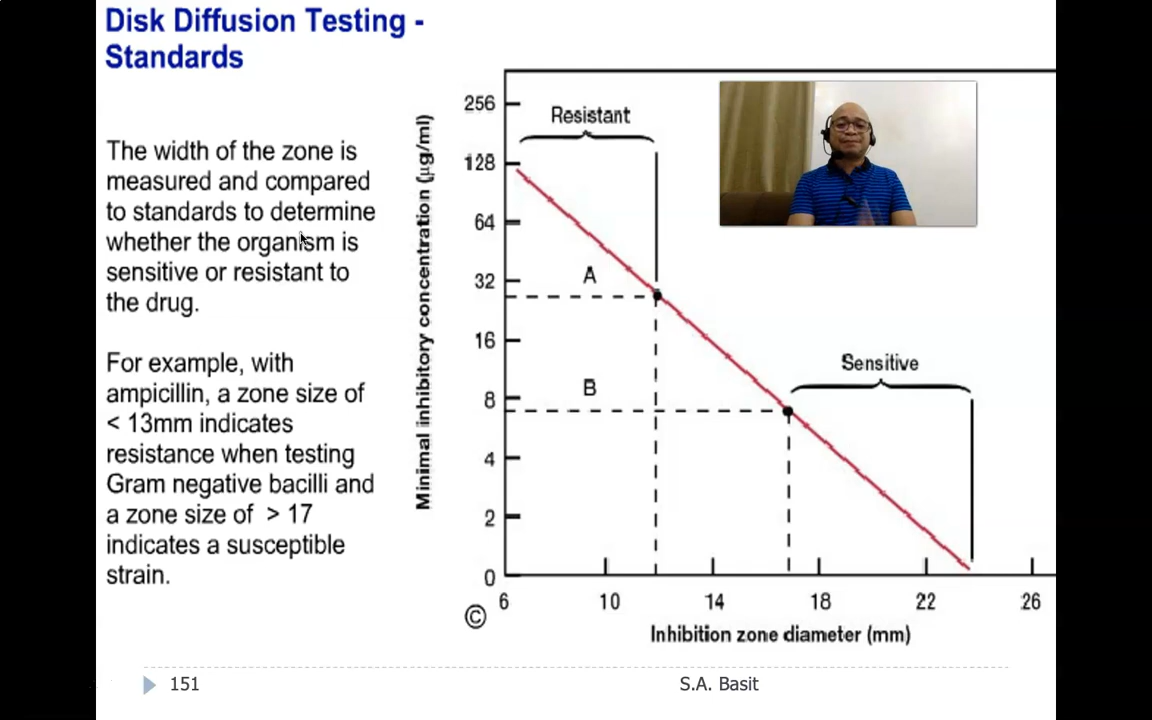 Disk Diffusion Testing -
Standards
The width of the zone is
measured and compared
to standards to determine
whether the organism is
sensitive or resistant to
the drug.
For example, with
ampicillin, a zone size of
< 13mm indicates
resistance when testing
Gram negative bacilli and
a zone size of > 17
indicates a susceptible
strain.
Minimal inhibitory concentration (µg/ml)
256
128
64
32
16
8
4
2
0
Resistant
A
B
Sensitive
6 10 14 18 22 26
Inhibition zone diameter (mm)
©
151
S.A. Basit